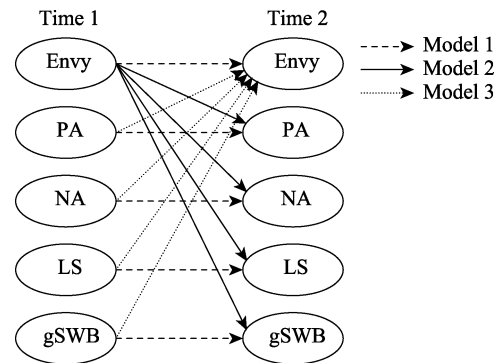 Time 1
Time 2
Envy
Envy
Model 1
Model 2
Model 3
PA
PA
NA
NA
LS
LS
gSWB
gSWB